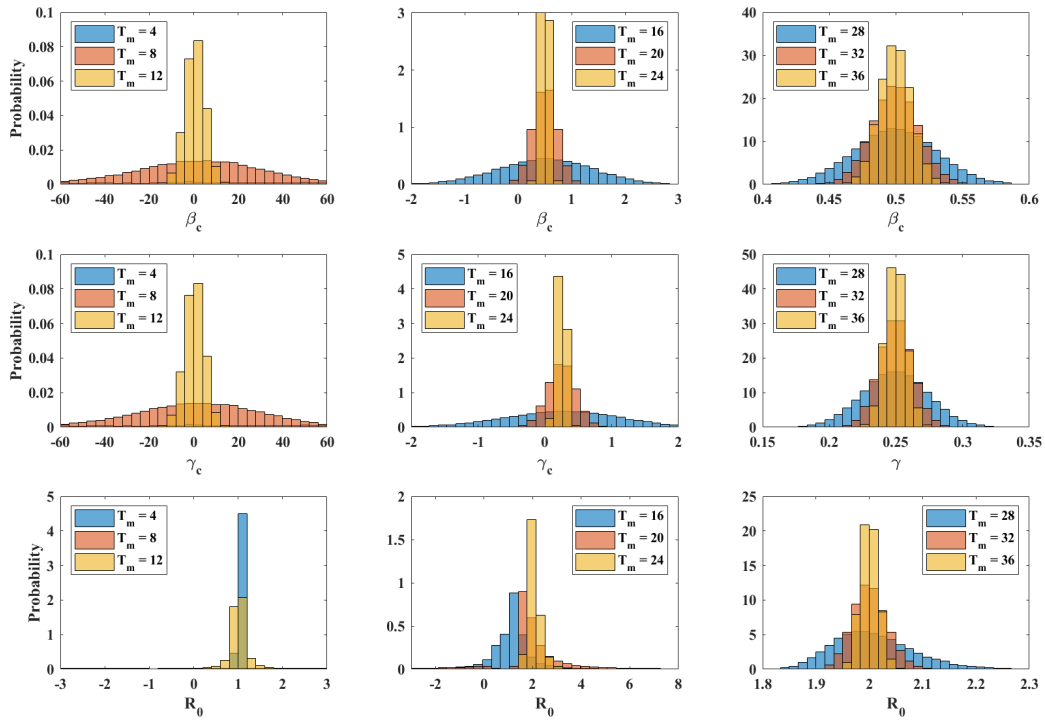 0.1
0.08
0.06
0.04
0.02
0
Probability
T_m = 4
T_m = 8
T_m = 12
-60 -40 -20 0 20 40 60
β_c
3
2
1
0
T_m = 16
T_m = 20
T_m = 24
-2 -1 0 1 2 3
β_c
40
30
20
10
0
T_m = 28
T_m = 32
T_m = 36
0.4 0.45 0.5 0.55 0.6
β_c
0.1
0.08
0.06
0.04
0.02
0
T_m = 4
T_m = 8
T_m = 12
-60 -40 -20 0 20 40 60
γ_c
5
4
3
2
1
0
T_m = 16
T_m = 20
T_m = 24
-2 -1 0 1 2
γ_c
50
40
30
20
10
0
T_m = 28
T_m = 32
T_m = 36
0.15 0.2 0.25 0.3 0.35
γ
5
4
3
2
1
0
Probability
T_m = 4
T_m = 8
T_m = 12
-3 -2 -1 0 1 2 3
R_0
2
1.5
1
0.5
0
T_m = 16
T_m = 20
T_m = 24
-2 0 2 4 6 8
R_0
25
20
15
10
5
0
T_m = 28
T_m = 32
T_m = 36
1.8 1.9 2 2.1 2.2 2.3
R_0